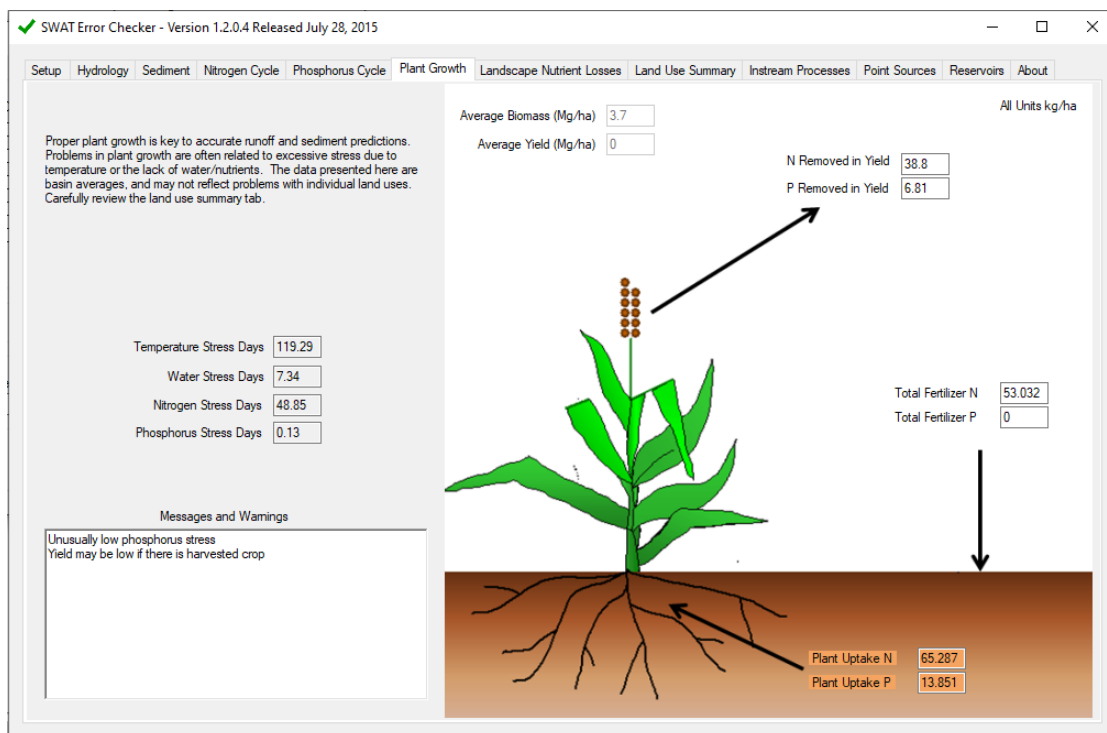 SWAT Error Checker - Version 1.2.0.4 Released July 28, 2015
Setup Hydrology Sediment Nitrogen Cycle Phosphorus Cycle Plant Growth Landscape Nutrient Losses Land Use Summary Instream Processes Point Sources Reservoirs About
Proper plant growth is key to accurate runoff and sediment predictions.
Problems in plant growth are often related to excessive stress due to
temperature or the lack of water/nutrients. The data presented here are
basin averages, and may not reflect problems with individual land uses.
Carefully review the land use summary tab.
Average Biomass (Mg/ha) 3.7
Average Yield (Mg/ha) 0
All Units kg/ha
N Removed in Yield 38.8
P Removed in Yield 6.81
Temperature Stress Days 119.29
Water Stress Days 7.34
Nitrogen Stress Days 48.85
Phosphorus Stress Days 0.13
Total Fertilizer N 53.032
Total Fertilizer P 0
Messages and Warnings
Unusually low phosphorus stress
Yield may be low if there is harvested crop
Plant Uptake N 65.287
Plant Uptake P 13.851